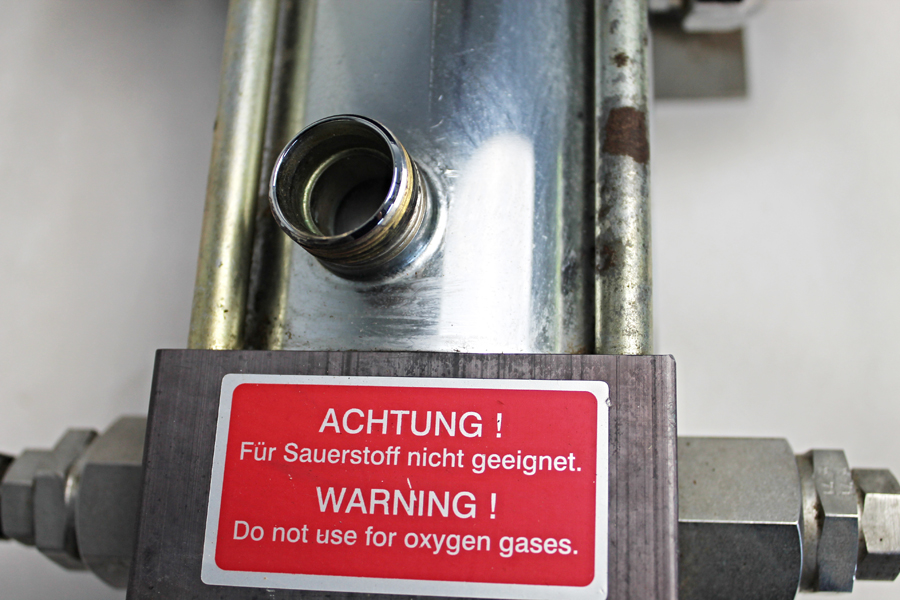 ACHTUNG !
Für Sauerstoff nicht geeignet.
WARNING !
Do not use for oxygen gases.